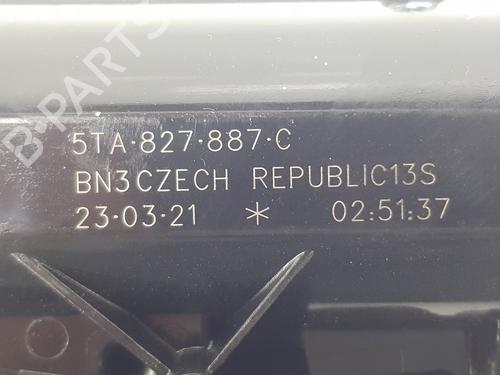 B-PARTS
5TA·827·887·C
BN3CZECH REPUBLIC13S
23·03·21 * 02:51:37